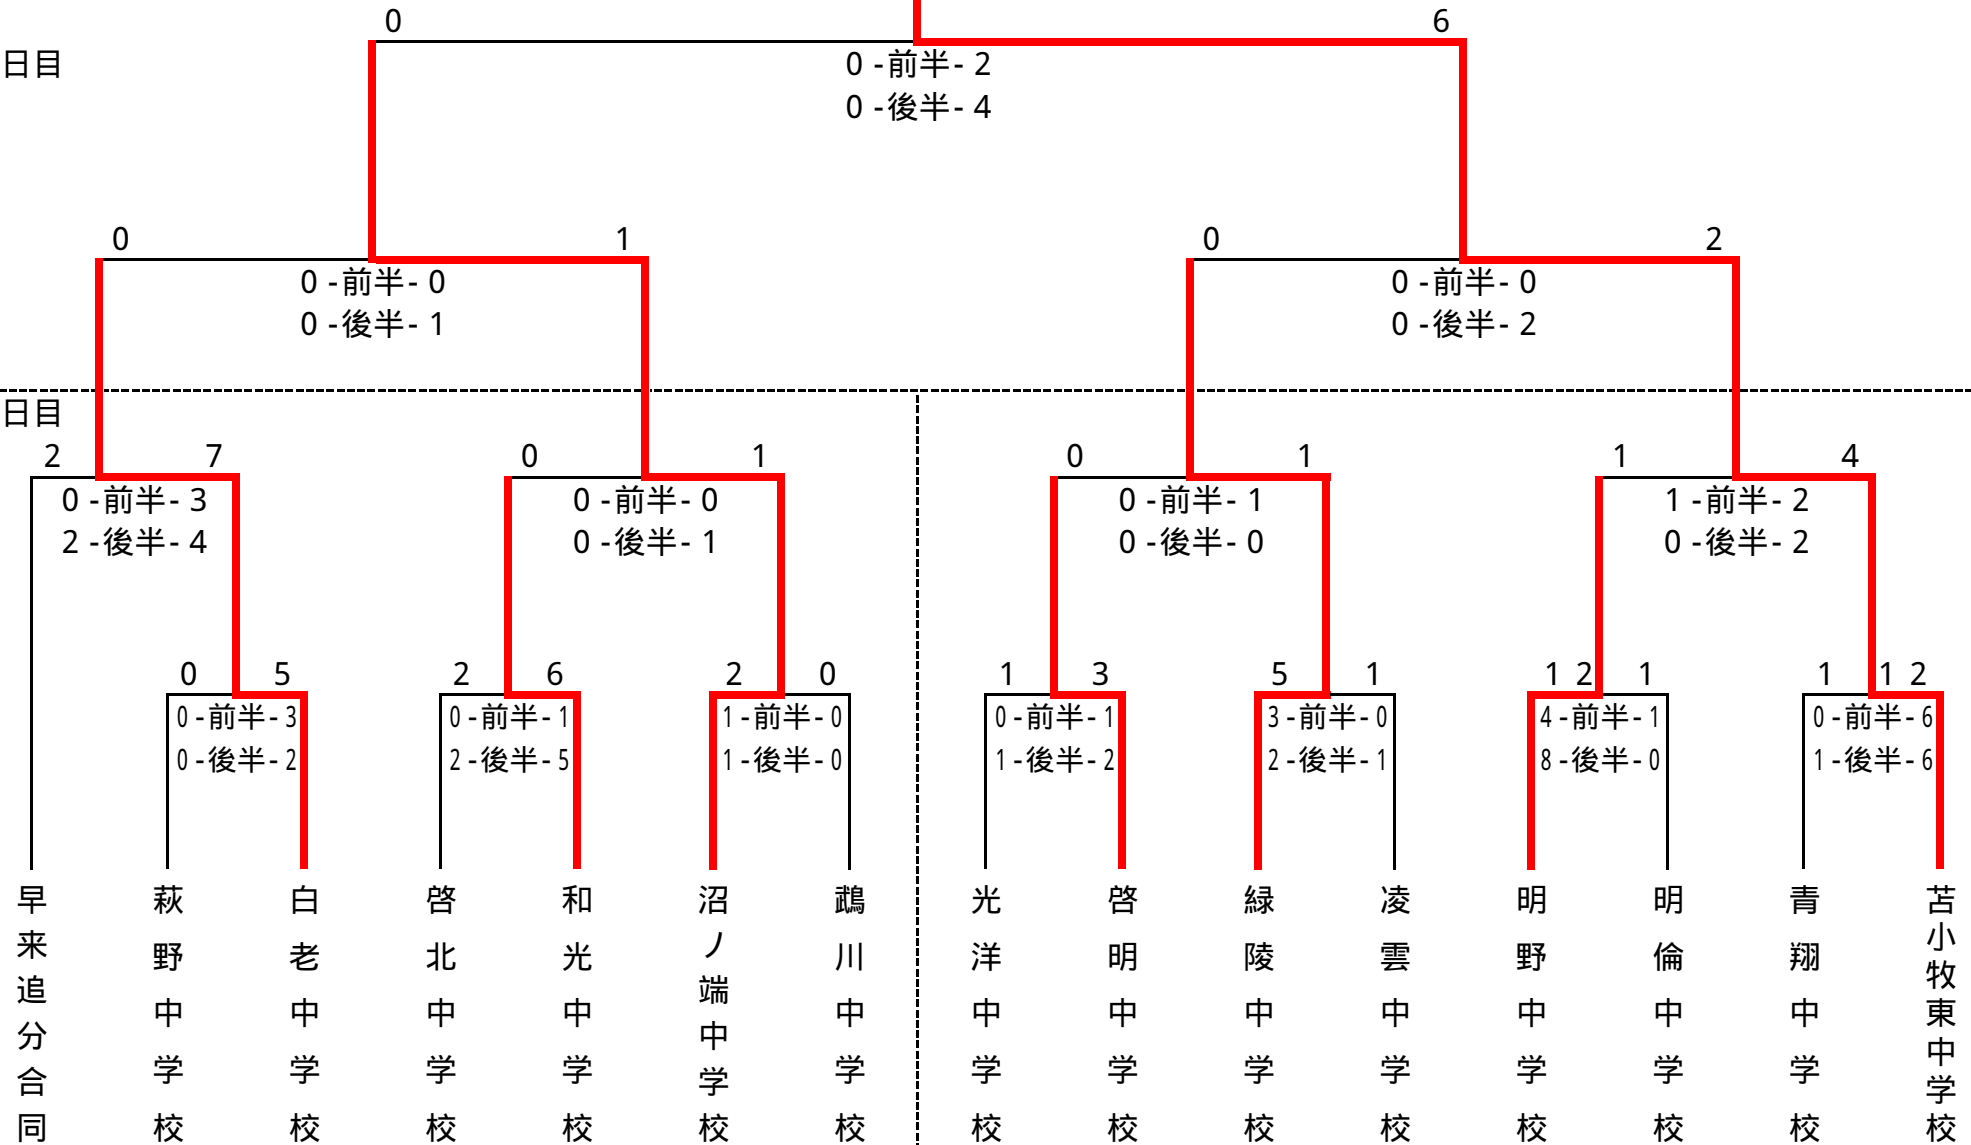 0 6
日目
0 -前半- 2
0 -後半- 4
0 1 0 2
0 -前半- 0 0 -前半- 0
0 -後半- 1 0 -後半- 2
日目
2 7 0 1 0 1 1 4
0 -前半- 3 0 -前半- 0 0 -前半- 1 1 -前半- 2
2 -後半- 4 0 -後半- 1 0 -後半- 0 0 -後半- 2
0 5 2 6 2 0 1 3 5 1 12 1 1 12
0 -前半- 3 0 -前半- 1 1 -前半- 0 0 -前半- 1 3 -前半- 0 4 -前半- 1 0 -前半- 6
0 -後半- 2 2 -後半- 5 1 -後半- 0 1 -後半- 2 2 -後半- 1 8 -後半- 0 1 -後半- 6
早来追分合同
萩野中学校
白老中学校
啓北中学校
和光中学校
沼ノ端中学校
鵡川中学校
光洋中学校
啓明中学校
緑陵中学校
凌雲中学校
明野中学校
明倫中学校
青翔中学校
苫小牧東中学校